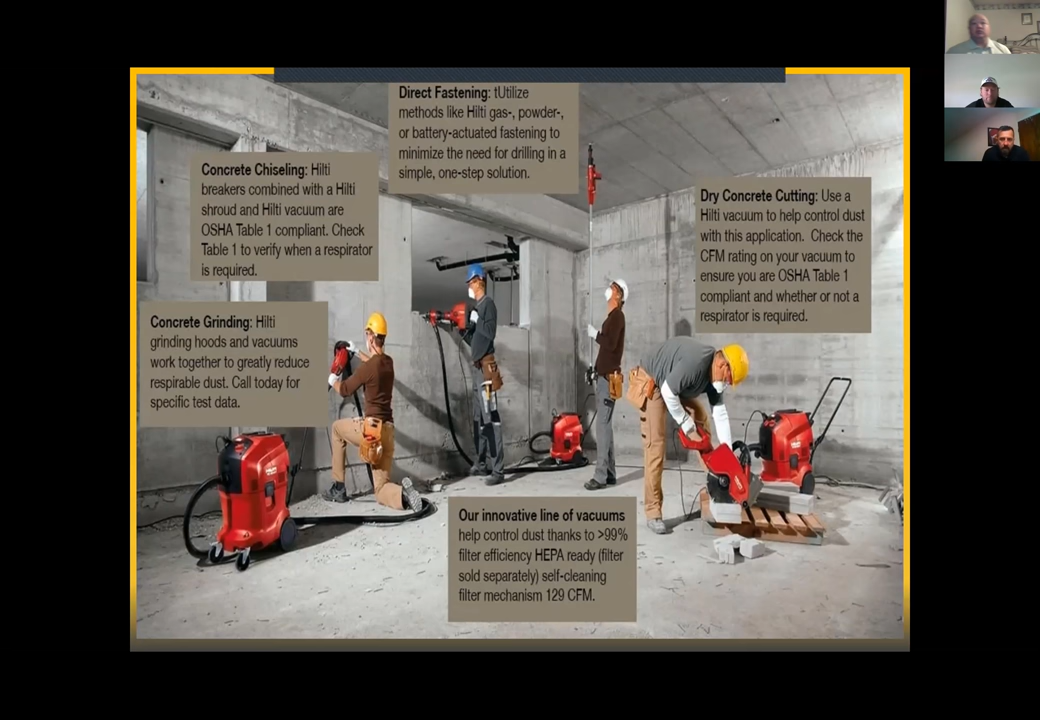 Direct Fastening: tUtilize
methods like Hilti gas-, powder-,
or battery-actuated fastening to
minimize the need for drilling in a
simple, one-step solution.
Concrete Chiseling: Hilti
breakers combined with a Hilti
shroud and Hilti vacuum are
OSHA Table 1 compliant. Check
Table 1 to verify when a respirator
is required.
Dry Concrete Cutting: Use a
Hilti vacuum to help control dust
with this application. Check the
CFM rating on your vacuum to
ensure you are OSHA Table 1
compliant and whether or not a
respirator is required.
Concrete Grinding: Hilti
grinding hoods and vacuums
work together to greatly reduce
respirable dust. Call today for
specific test data.
Our innovative line of vacuums
help control dust thanks to >99%
filter efficiency HEPA ready (filter
sold separately) self-cleaning
filter mechanism 129 CFM.